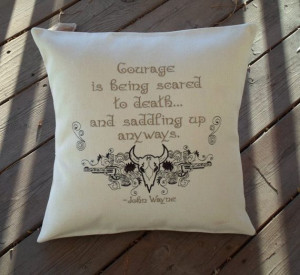 Courage
is being scared
to death...
and saddling up
anyways.
~John Wayne